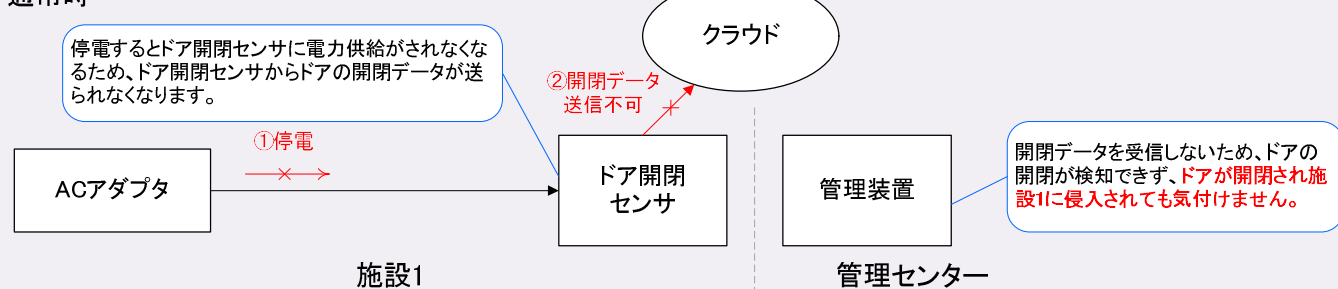 通常時
クラウド
停電するとドア開閉センサに電力供給がされなくな
るため、ドア開閉センサからドアの開閉データが送
られなくなります。
②開閉データ
送信不可
①停電
ACアダプタ
ドア開閉
センサ
管理装置
開閉データを受信しないため、ドアの
開閉が検知できず、ドアが開閉され施
設1に侵入されても気付けません。
施設1
管理センター